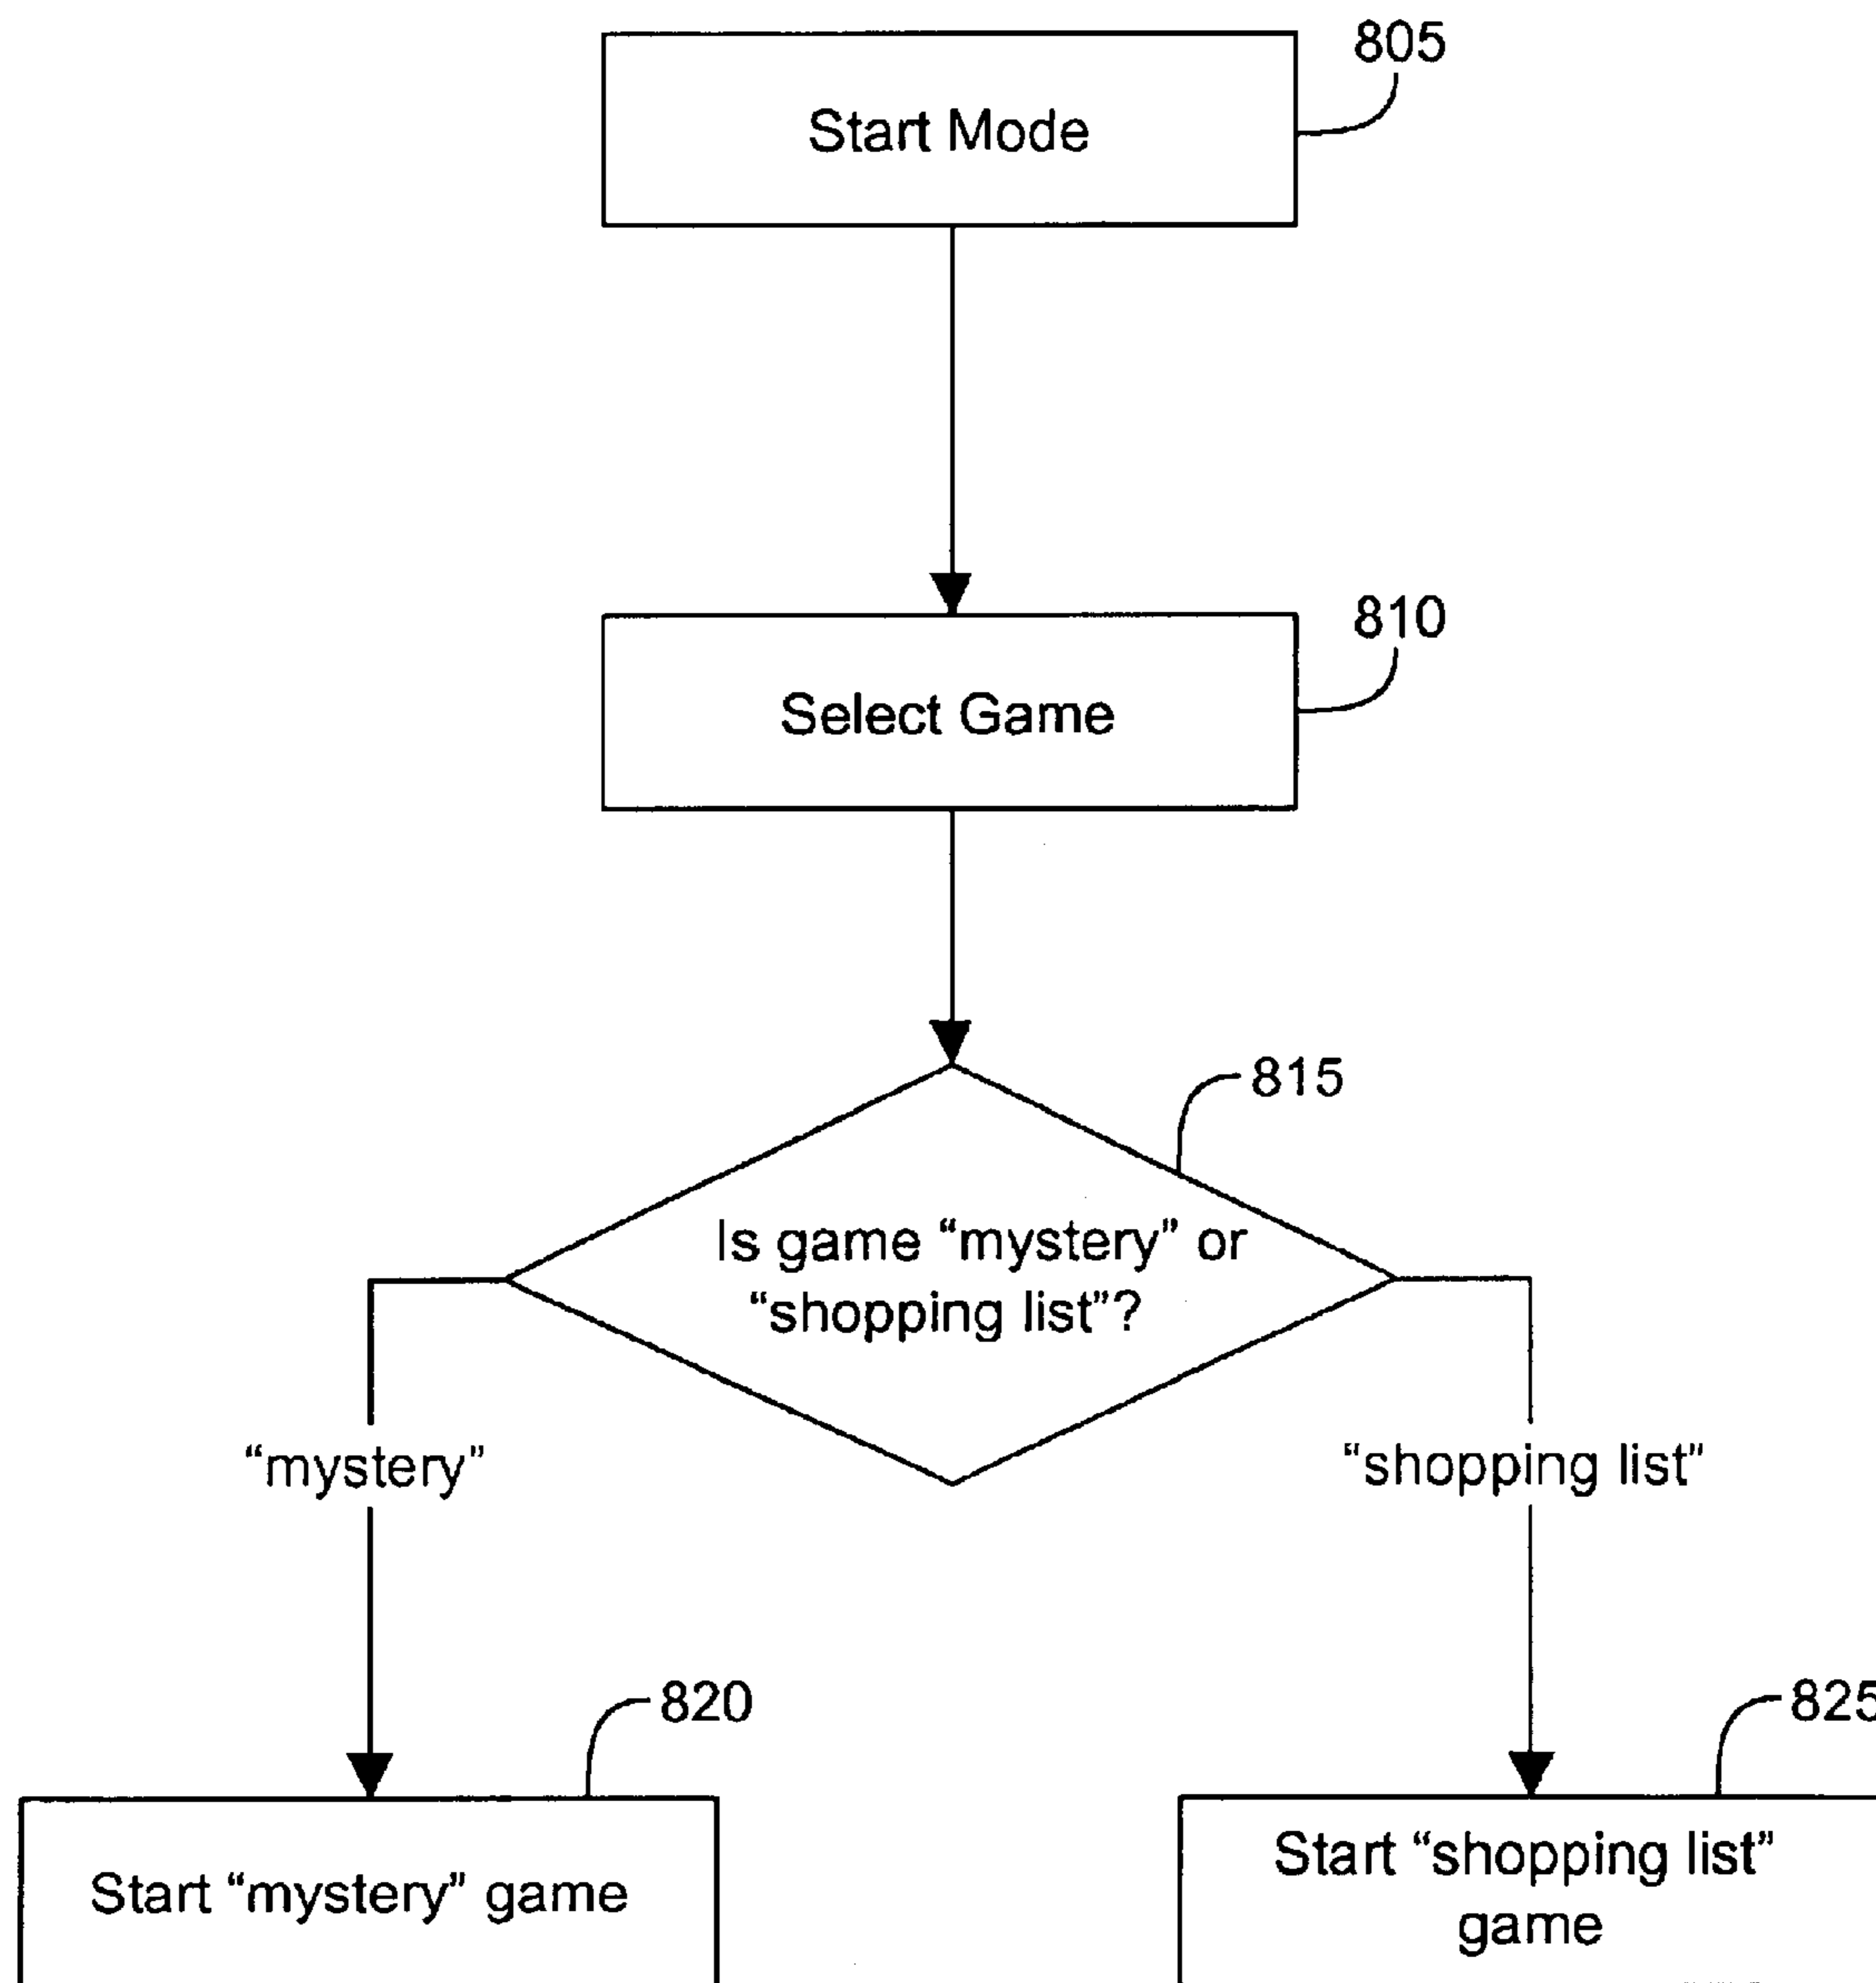 805
Start Mode
810
Select Game
815
Is game “mystery” or
“shopping list”?
“mystery”
“shopping list”
820
825
Start “mystery” game
Start “shopping list”
game